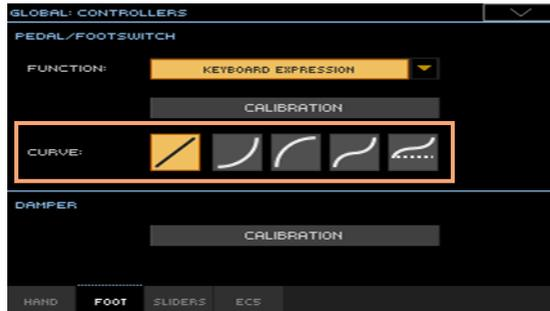 GLOBAL: CONTROLLERS
PEDAL/FOOTSWITCH
FUNCTION: KEYBOARD EXPRESSION
CALIBRATION
CURVE:
DAMPER
CALIBRATION
HAND FOOT SLIDERS EC5